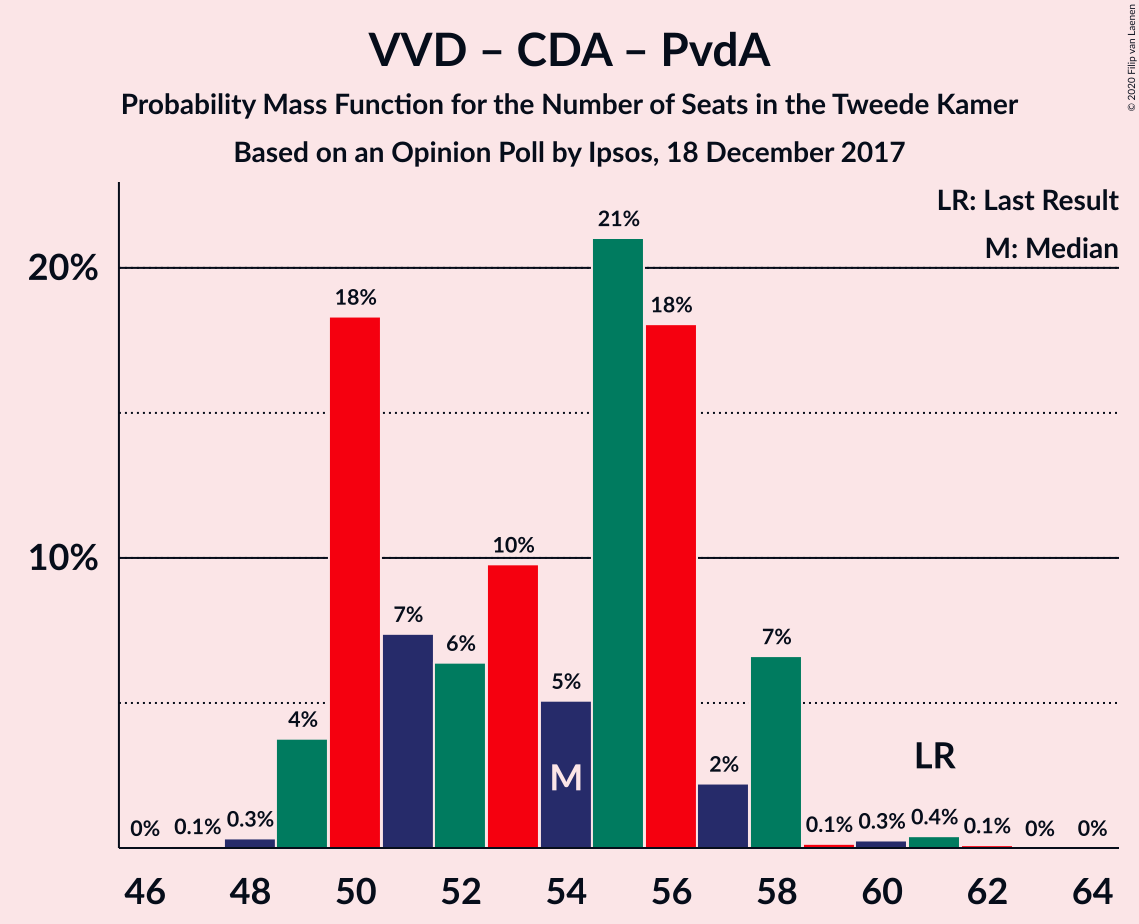 VVD – CDA – PvdA
Probability Mass Function for the Number of Seats in the Tweede Kamer
Based on an Opinion Poll by Ipsos, 18 December 2017
© 2020 Filip van Laenen
LR: Last Result
M: Median
20%
10%
0%
0.1%
0.3%
4%
18%
7%
6%
10%
5%
21%
18%
2%
7%
0.1%
0.3%
0.4%
0.1%
0%
0%
M
LR
46 48 50 52 54 56 58 60 62 64